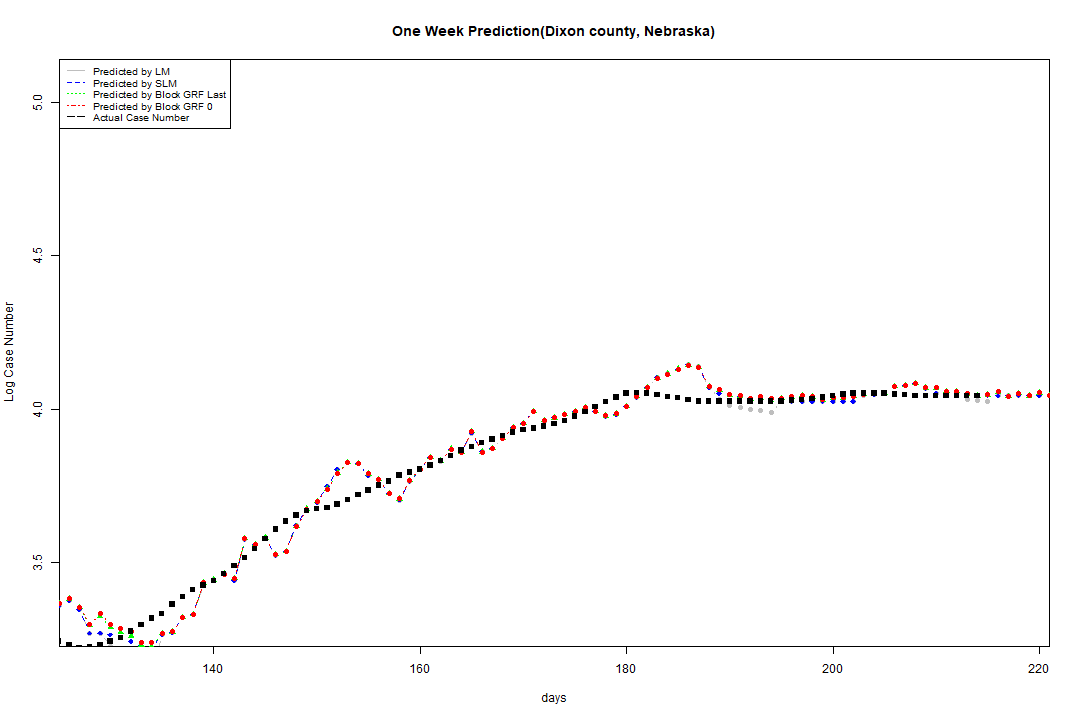 One Week Prediction(Dixon county, Nebraska)
Predicted by LM
Predicted by SLM
Predicted by Block GRF Last
Predicted by Block GRF 0
Actual Case Number
5.0
4.5
4.0
3.5
Log Case Number
140 160 180 200 220
days